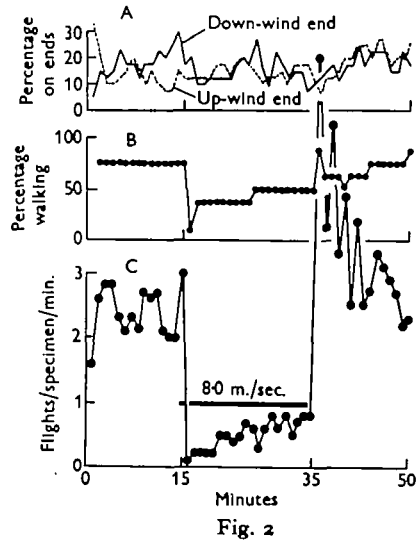 A
Down-wind end
Percentage
on ends
30
20
10
0
Up-wind end
B
Percentage
walking
100
50
0
C
Flights/specimen/min.
3
2
1
0
8·0 m./sec.
0
15
35
50
Minutes
Fig. 2